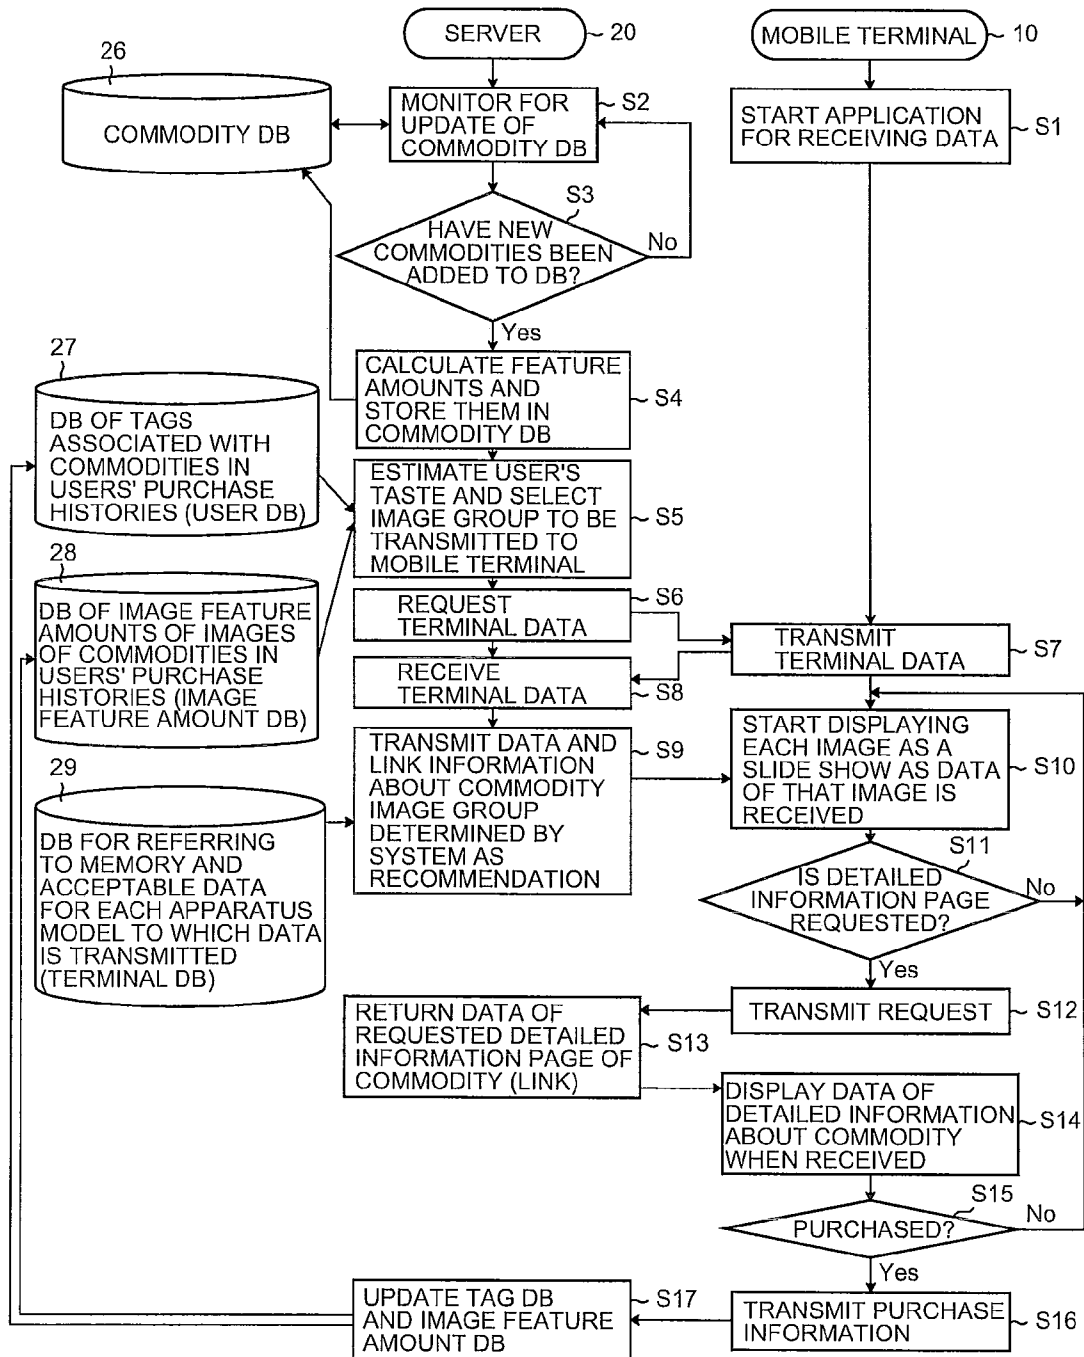 SERVER
20
MOBILE TERMINAL
10
26
COMMODITY DB
MONITOR FOR
UPDATE OF
COMMODITY DB
S2
START APPLICATION
FOR RECEIVING DATA
S1
S3
HAVE NEW
COMMODITIES BEEN
ADDED TO DB?
No
Yes
27
DB OF TAGS
ASSOCIATED WITH
COMMODITIES IN
USERS' PURCHASE
HISTORIES (USER DB)
CALCULATE FEATURE
AMOUNTS AND
STORE THEM IN
COMMODITY DB
S4
ESTIMATE USER'S
TASTE AND SELECT
IMAGE GROUP TO BE
TRANSMITTED TO
MOBILE TERMINAL
S5
28
DB OF IMAGE FEATURE
AMOUNTS OF IMAGES
OF COMMODITIES IN
USERS' PURCHASE
HISTORIES (IMAGE
FEATURE AMOUNT DB)
REQUEST
TERMINAL DATA
S6
TRANSMIT
TERMINAL DATA
S7
RECEIVE
TERMINAL DATA
S8
29
DB FOR REFERRING
TO MEMORY AND
ACCEPTABLE DATA
FOR EACH APPARATUS
MODEL TO WHICH DATA
IS TRANSMITTED
(TERMINAL DB)
TRANSMIT DATA AND
LINK INFORMATION
ABOUT COMMODITY
IMAGE GROUP
DETERMINED BY
SYSTEM AS
RECOMMENDATION
S9
START DISPLAYING
EACH IMAGE AS A
SLIDE SHOW AS DATA
OF THAT IMAGE IS
RECEIVED
S10
S11
IS DETAILED
INFORMATION PAGE
REQUESTED?
No
Yes
TRANSMIT REQUEST
S12
RETURN DATA OF
REQUESTED DETAILED
INFORMATION PAGE OF
COMMODITY (LINK)
S13
DISPLAY DATA OF
DETAILED INFORMATION
ABOUT COMMODITY
WHEN RECEIVED
S14
S15
PURCHASED?
No
Yes
TRANSMIT PURCHASE
INFORMATION
S16
UPDATE TAG DB
AND IMAGE FEATURE
AMOUNT DB
S17